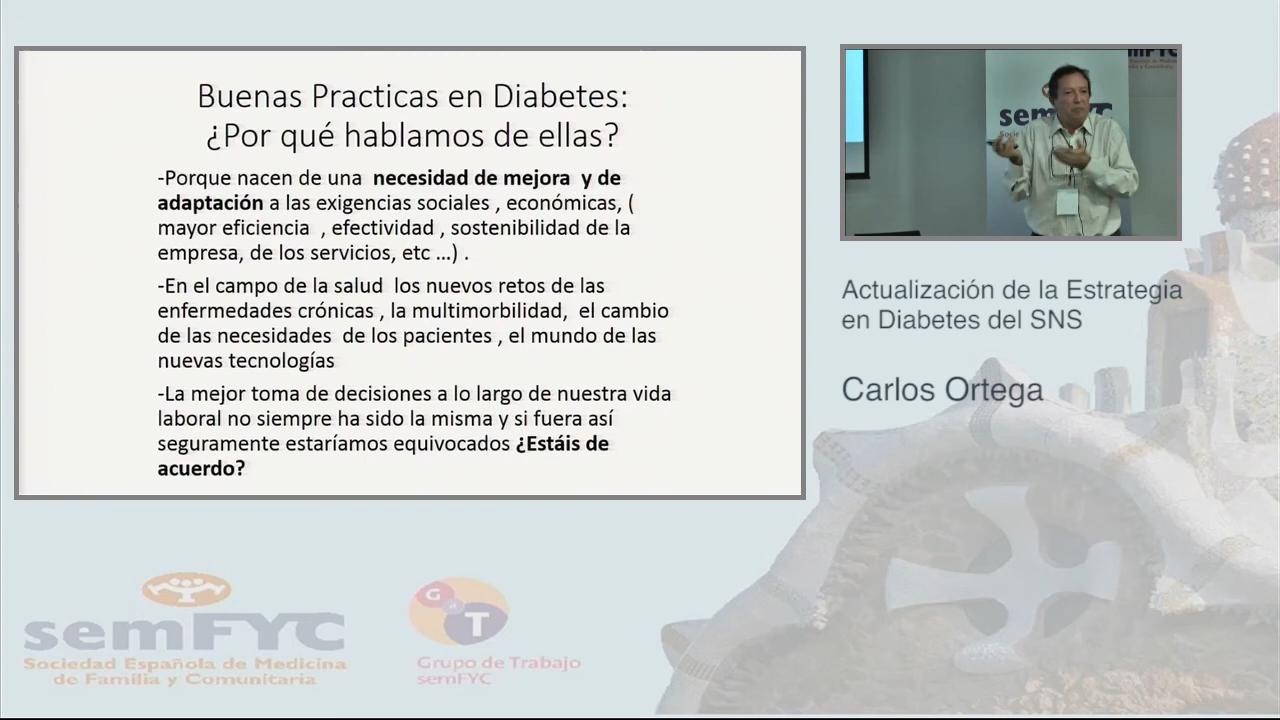 Buenas Practicas en Diabetes:
¿Por qué hablamos de ellas?
-Porque nacen de una necesidad de mejora y de
adaptación a las exigencias sociales , económicas, (
mayor eficiencia , efectividad , sostenibilidad de la
empresa, de los servicios, etc ...) .
-En el campo de la salud los nuevos retos de las
enfermedades crónicas , la multimorbilidad, el cambio
de las necesidades de los pacientes , el mundo de las
nuevas tecnologías
-La mejor toma de decisiones a lo largo de nuestra vida
laboral no siempre ha sido la misma y si fuera así
seguramente estaríamos equivocados ¿Estáis de
acuerdo?
Actualización de la Estrategia
en Diabetes del SNS
Carlos Ortega
semFYC
Sociedad Española de Medicina
de Familia y Comunitaria
G T
Grupo de Trabajo
semFYC